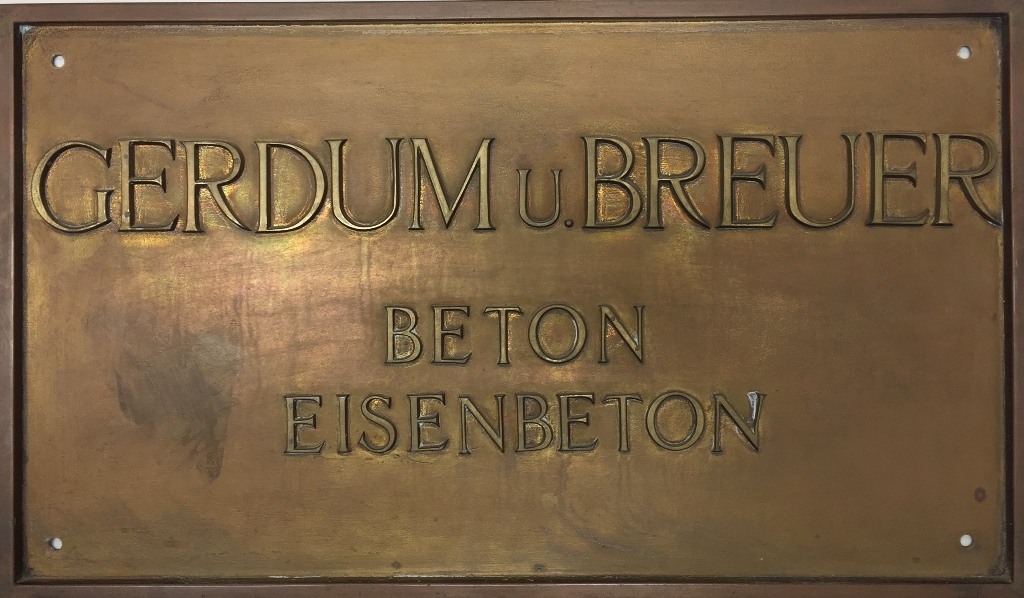 GERDUM u. BREUER
BETON
EISENBETON